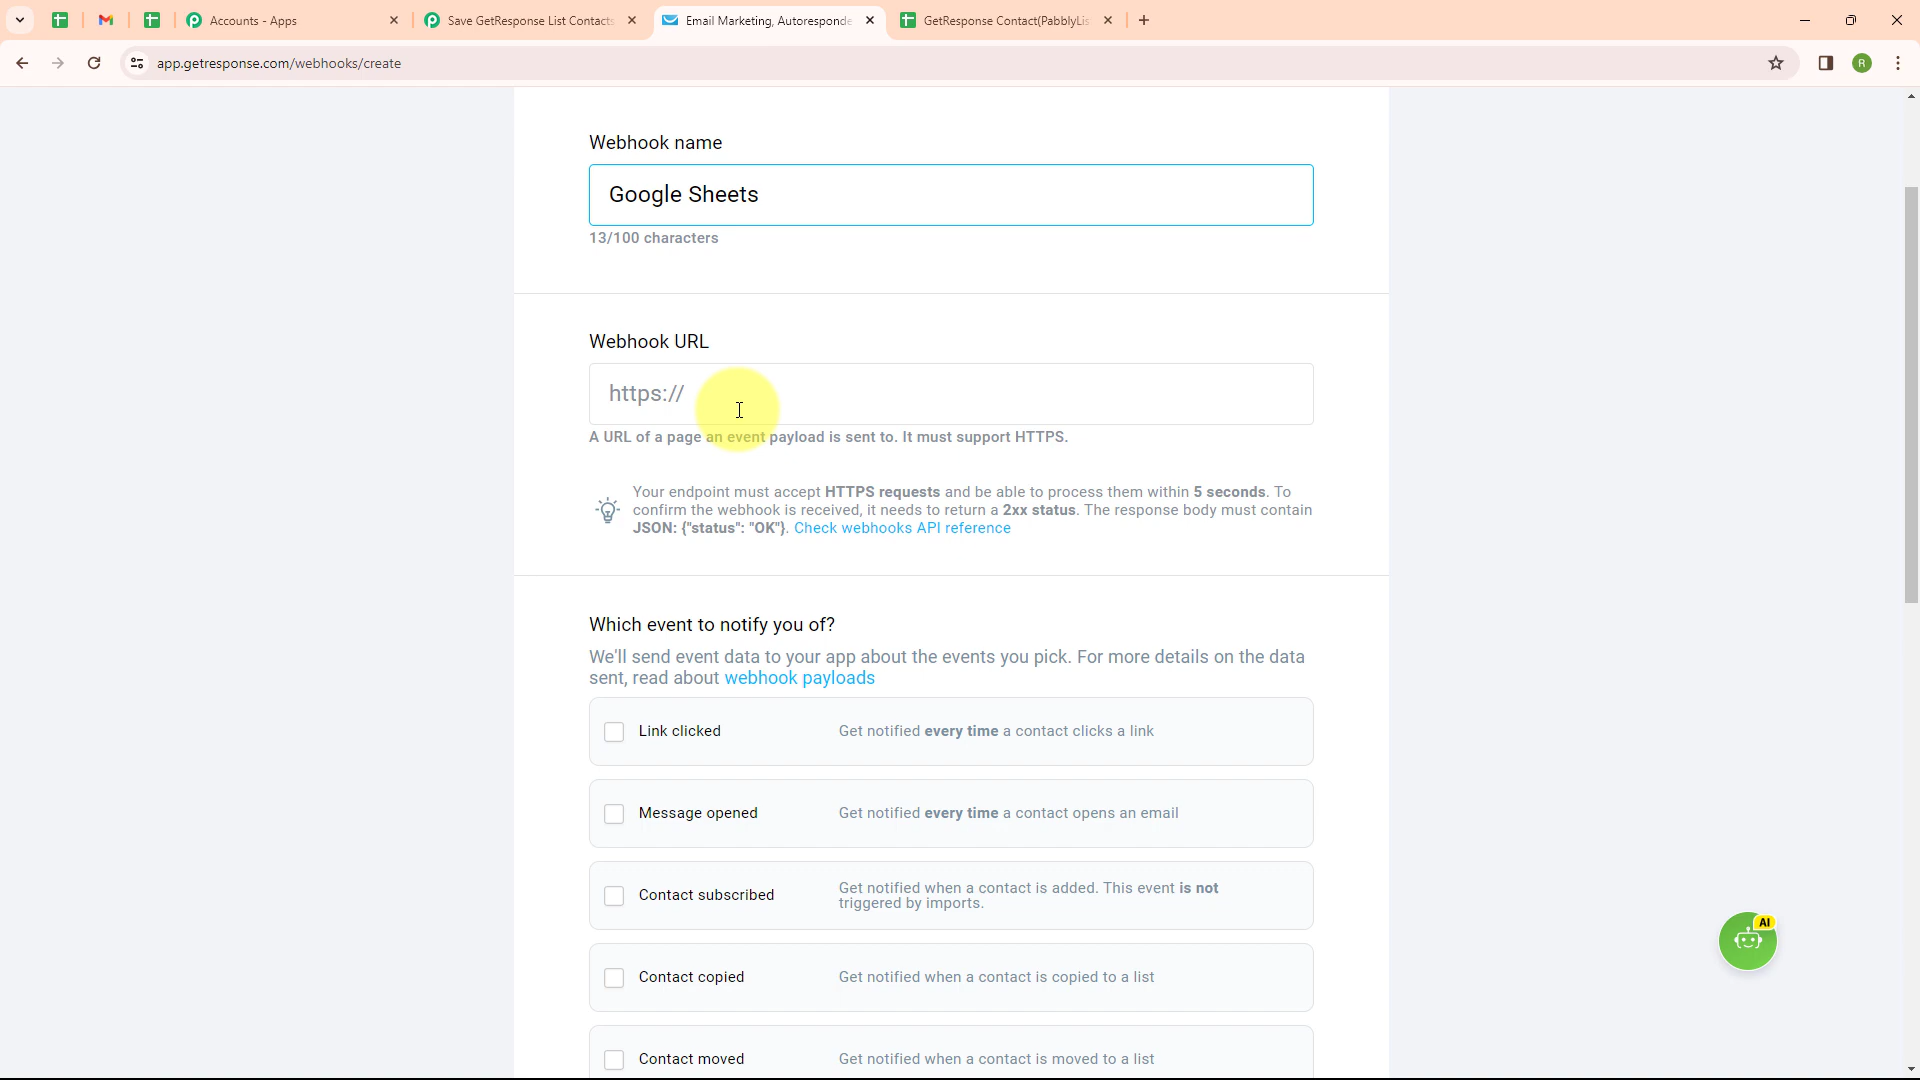 Accounts - Apps
Save GetResponse List Contacts
Email Marketing, Autoresponde
GetResponse Contact(PabblyLis
app.getresponse.com/webhooks/create
R
Webhook name
Google Sheets
13/100 characters
Webhook URL
https://
A URL of a page an event payload is sent to. It must support HTTPS.
Your endpoint must accept HTTPS requests and be able to process them within 5 seconds. To
confirm the webhook is received, it needs to return a 2xx status. The response body must contain
JSON: {"status": "OK"}. Check webhooks API reference
Which event to notify you of?
We'll send event data to your app about the events you pick. For more details on the data
sent, read about webhook payloads
Link clicked Get notified every time a contact clicks a link
Message opened Get notified every time a contact opens an email
Contact subscribed Get notified when a contact is added. This event is not
triggered by imports.
Contact copied Get notified when a contact is copied to a list
AI
Contact moved Get notified when a contact is moved to a list